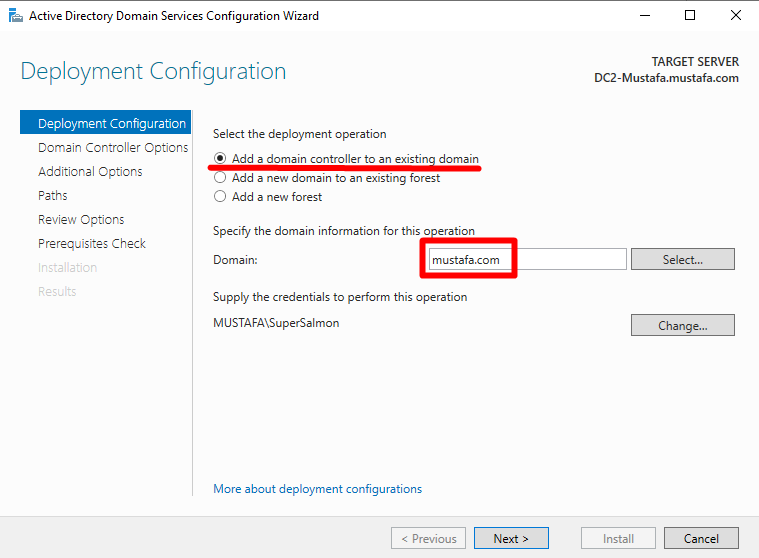 Active Directory Domain Services Configuration Wizard
Deployment Configuration
TARGET SERVER
DC2-Mustafa.mustafa.com
Deployment Configuration
Domain Controller Options
Additional Options
Paths
Review Options
Prerequisites Check
Installation
Results
Select the deployment operation
Add a domain controller to an existing domain
Add a new domain to an existing forest
Add a new forest
Specify the domain information for this operation
Domain: mustafa.com Select...
Supply the credentials to perform this operation
MUSTAFA\SuperSalmon Change...
More about deployment configurations
< Previous Next > Install Cancel